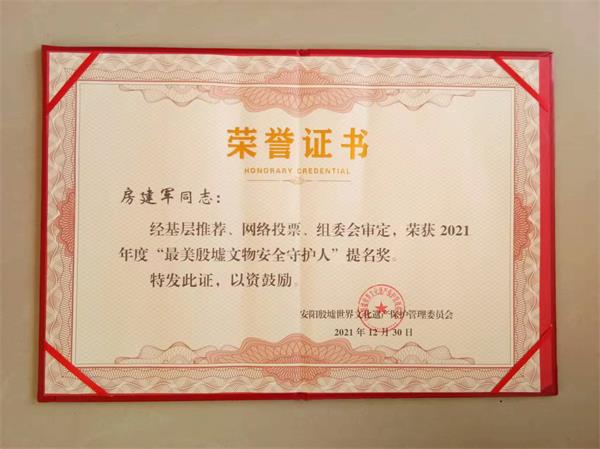 荣誉证书
HONORARY CREDENTIAL
房建军同志：
经基层推荐、网络投票、组委会审定，荣获 2021
年度“最美殷墟文物安全守护人”提名奖。
特发此证，以资鼓励。
安阳殷墟世界文化遗产保护管理委员会
2021 年 12 月 30 日